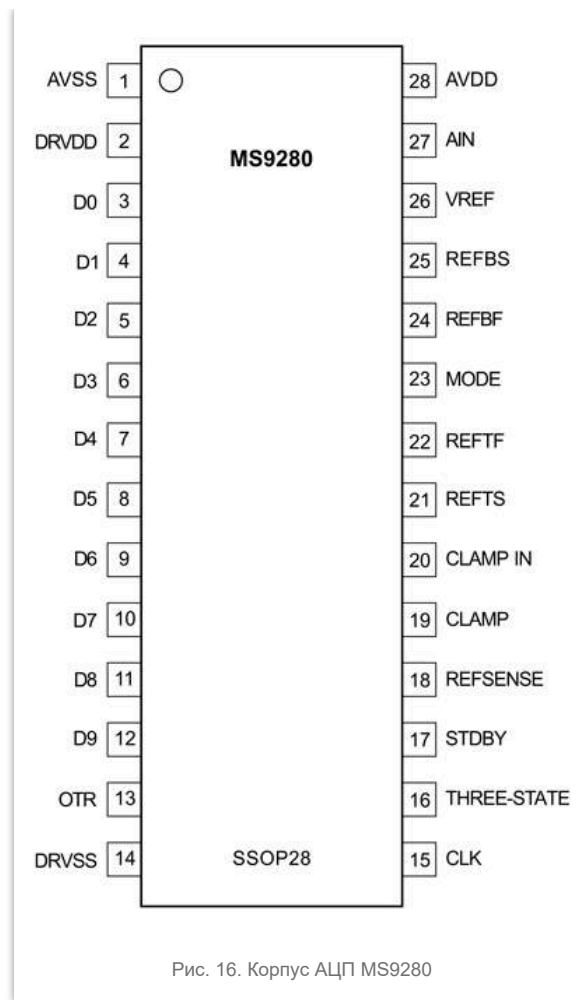 AVSS 1 28 AVDD
DRVDD 2 27 AIN
MS9280
D0 3 26 VREF
D1 4 25 REFBS
D2 5 24 REFBF
D3 6 23 MODE
D4 7 22 REFTF
D5 8 21 REFTS
D6 9 20 CLAMP IN
D7 10 19 CLAMP
D8 11 18 REFSENSE
D9 12 17 STDBY
OTR 13 16 THREE-STATE
DRVSS 14 SSOP28 15 CLK
Рис. 16. Корпус АЦП MS9280